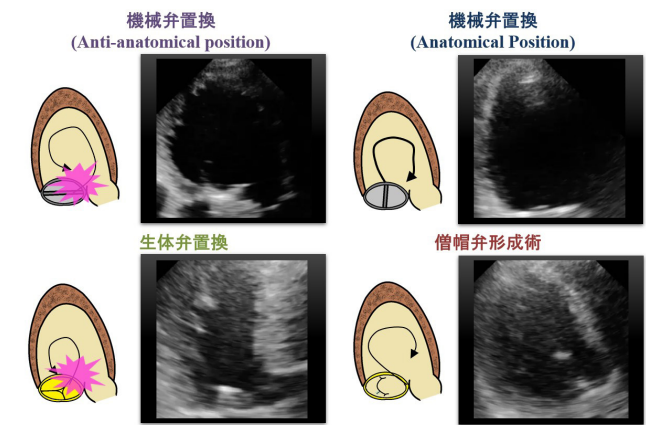 機械弁置換
(Anti-anatomical position)
機械弁置換
(Anatomical Position)
生体弁置換
僧帽弁形成術